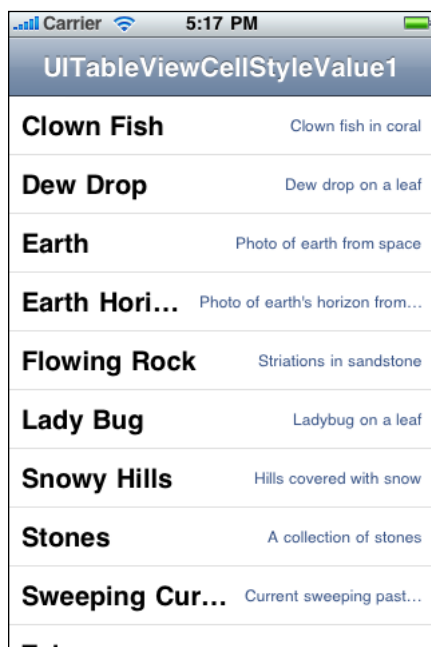 Carrier 5:17 PM
UITableViewCellStyleValue1
Clown Fish Clown fish in coral
Dew Drop Dew drop on a leaf
Earth Photo of earth from space
Earth Hori... Photo of earth's horizon from...
Flowing Rock Striations in sandstone
Lady Bug Ladybug on a leaf
Snowy Hills Hills covered with snow
Stones A collection of stones
Sweeping Cur... Current sweeping past...